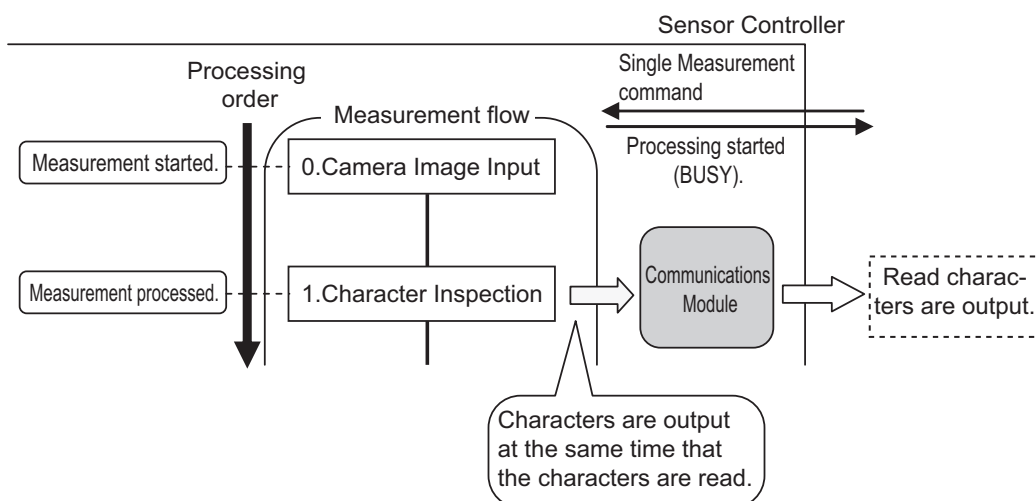 Sensor Controller
Processing
order
Single Measurement
command
Measurement flow
Processing started
(BUSY).
Measurement started.
0.Camera Image Input
Measurement processed.
1.Character Inspection
Communications
Module
Read charac-
ters are output.
Characters are output
at the same time that
the characters are read.